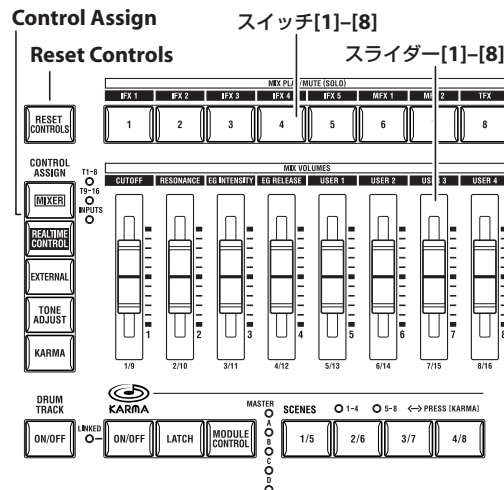 Control Assign
スイッチ[1]–[8]
Reset Controls
スライダー[1]–[8]
MIX PLAY/MUTE (SOLO)
IFX 1 IFX 2 IFX 3 IFX 4 IFX 5 MFX 1 MFX 2 TFX
RESET CONTROLS
1 2 3 4 5 6 7 8
CONTROL ASSIGN
T1-8
T9-16
INPUTS
MIX VOLUMES
CUTOFF RESONANCE EG INTENSITY EG RELEASE USER 1 USER 2 USER 3 USER 4
MIXER
REALTIME CONTROL
EXTERNAL
TONE ADJUST
KARMA
1 2 3 4 5 6 7 8
1/9 2/10 3/11 4/12 5/13 6/14 7/15 8/16
DRUM TRACK
KARMA
MASTER
A
B
C
D
SCENES 1-4 5-8 <--> PRESS [KARMA]
ON/OFF
LINKED
ON/OFF LATCH MODULE CONTROL
1/5 2/6 3/7 4/8